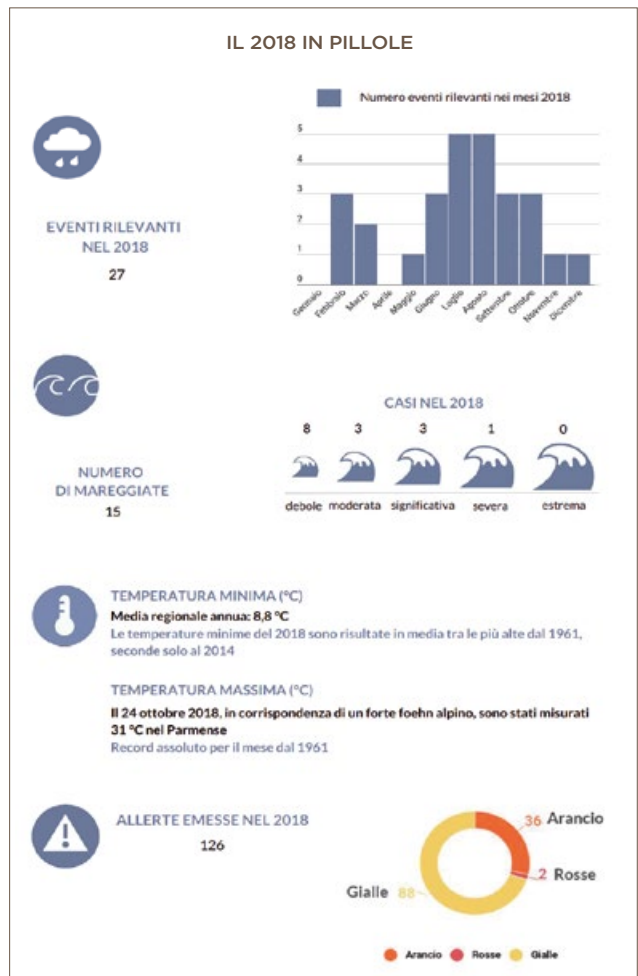 IL 2018 IN PILLOLE
Numero eventi rilevanti nei mesi 2018
EVENTI RILEVANTI
NEL 2018
27
5
4
3
2
1
0
Gennaio
Febbraio
Marzo
Aprile
Maggio
Giugno
Luglio
Agosto
Settembre
Ottobre
Novembre
Dicembre
NUMERO
DI MAREGGIATE
15
CASI NEL 2018
8 3 3 1 0
debole moderata significativa severa estrema
TEMPERATURA MINIMA (°C)
Media regionale annua: 8,8 °C
Le temperature minime del 2018 sono risultate in media tra le più alte dal 1961,
seconde solo al 2014
TEMPERATURA MASSIMA (°C)
Il 24 ottobre 2018, in corrispondenza di un forte foehn alpino, sono stati misurati
31 °C nel Parmense
Record assoluto per il mese dal 1961
ALLERTE EMESSE NEL 2018
126
36 Arancio
2 Rosse
Gialle 88
Arancio Rosse Gialle